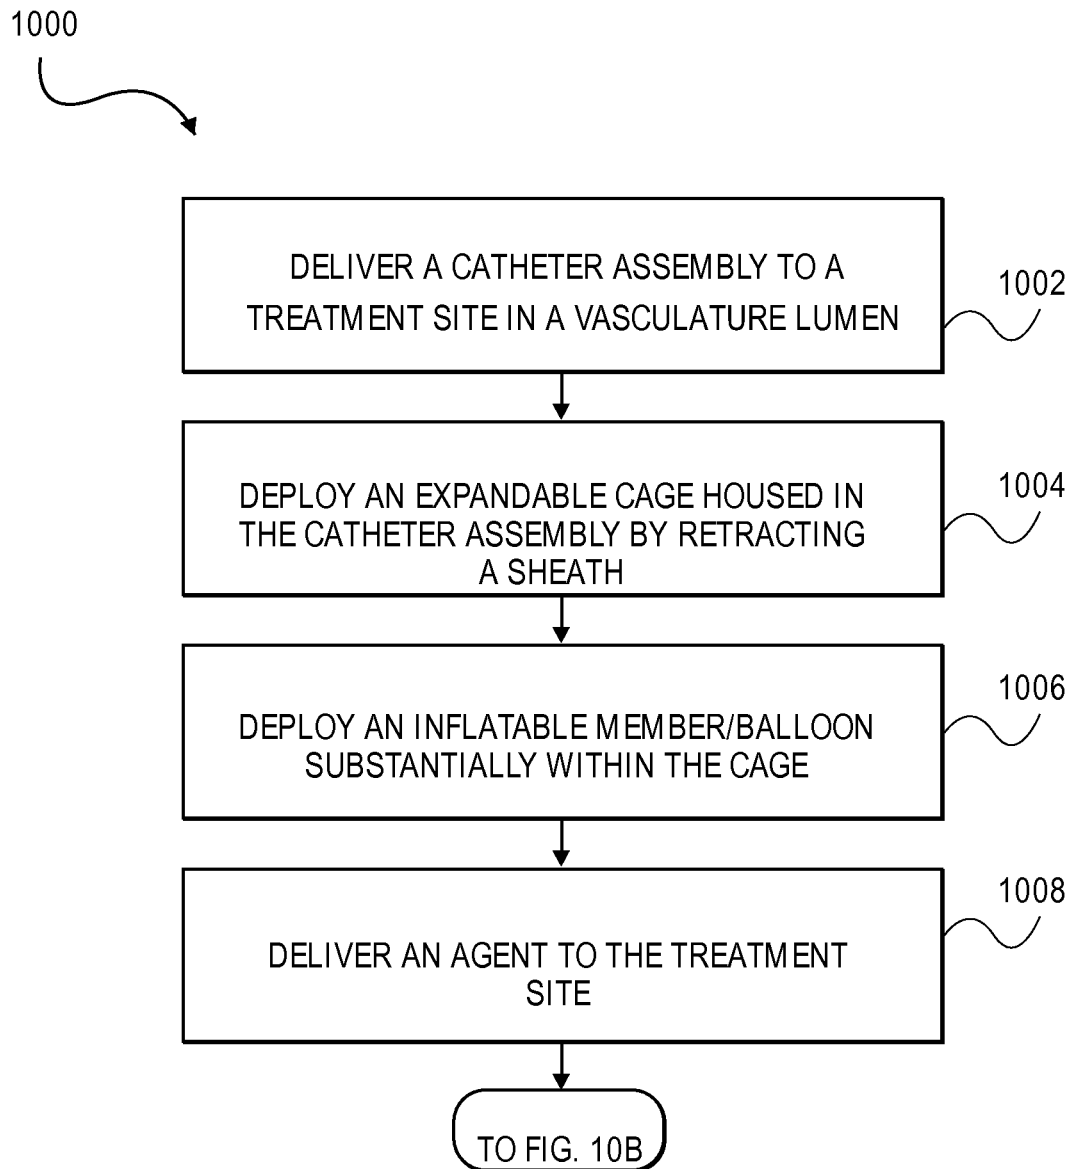 1000
DELIVER A CATHETER ASSEMBLY TO A
TREATMENT SITE IN A VASCULATURE LUMEN
1002
DEPLOY AN EXPANDABLE CAGE HOUSED IN
THE CATHETER ASSEMBLY BY RETRACTING
A SHEATH
1004
DEPLOY AN INFLATABLE MEMBER/BALLOON
SUBSTANTIALLY WITHIN THE CAGE
1006
DELIVER AN AGENT TO THE TREATMENT
SITE
1008
TO FIG. 10B